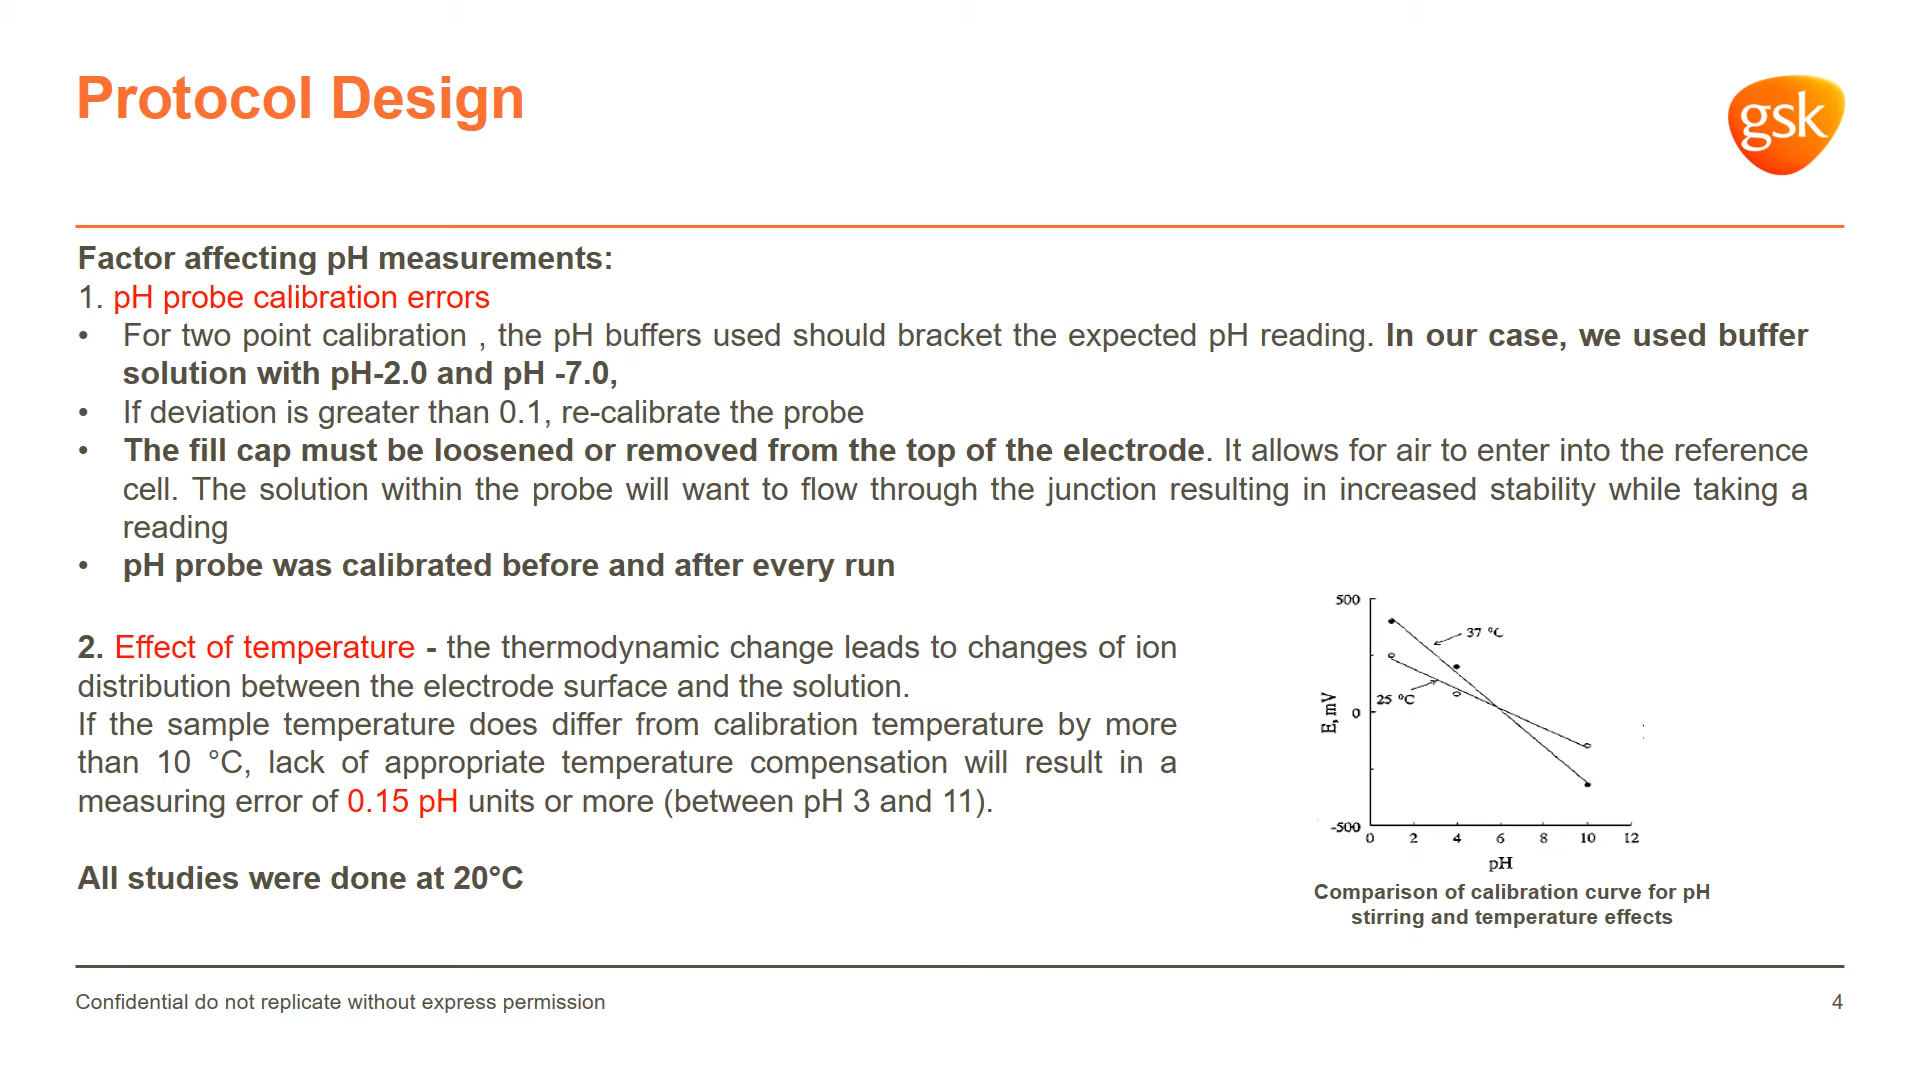 Protocol Design
gsk
Factor affecting pH measurements:
1. pH probe calibration errors
• For two point calibration , the pH buffers used should bracket the expected pH reading. In our case, we used buffer
solution with pH-2.0 and pH -7.0,
• If deviation is greater than 0.1, re-calibrate the probe
• The fill cap must be loosened or removed from the top of the electrode. It allows for air to enter into the reference
cell. The solution within the probe will want to flow through the junction resulting in increased stability while taking a
reading
• pH probe was calibrated before and after every run
2. Effect of temperature - the thermodynamic change leads to changes of ion
distribution between the electrode surface and the solution.
If the sample temperature does differ from calibration temperature by more
than 10 °C, lack of appropriate temperature compensation will result in a
measuring error of 0.15 pH units or more (between pH 3 and 11).
All studies were done at 20°C
500
37 °C
25 °C
E, mV
0
-500
0 2 4 6 8 10 12
pH
Comparison of calibration curve for pH
stirring and temperature effects
Confidential do not replicate without express permission
4